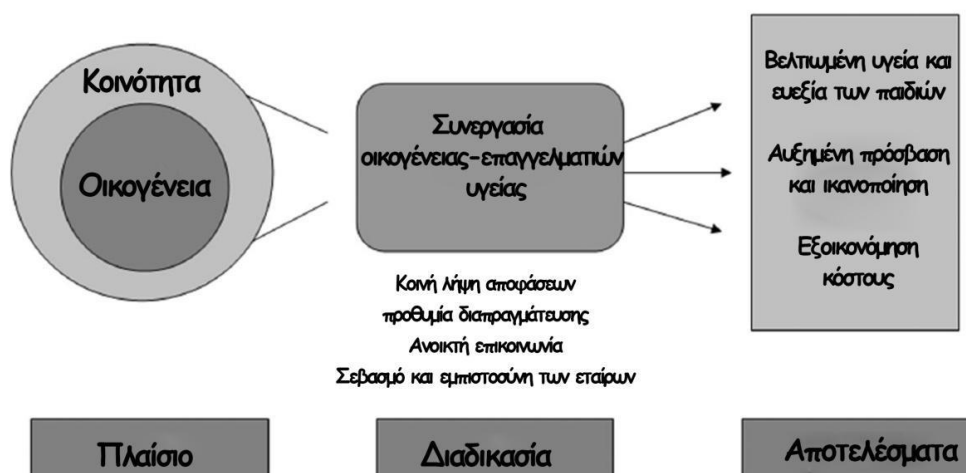 Κοινότητα
Οικογένεια
Συνεργασία
οικογένειας-επαγγελματιών
υγείας
Κοινή λήψη αποφάσεων
προθυμία διαπραγμάτευσης
Ανοικτή επικοινωνία
Σεβασμό και εμπιστοσύνη των εταίρων
Βελτιωμένη υγεία και
ευεξία των παιδιών
Αυξημένη πρόσβαση
και ικανοποίηση
Εξοικονόμηση
κόστους
Πλαίσιο
Διαδικασία
Αποτελέσματα